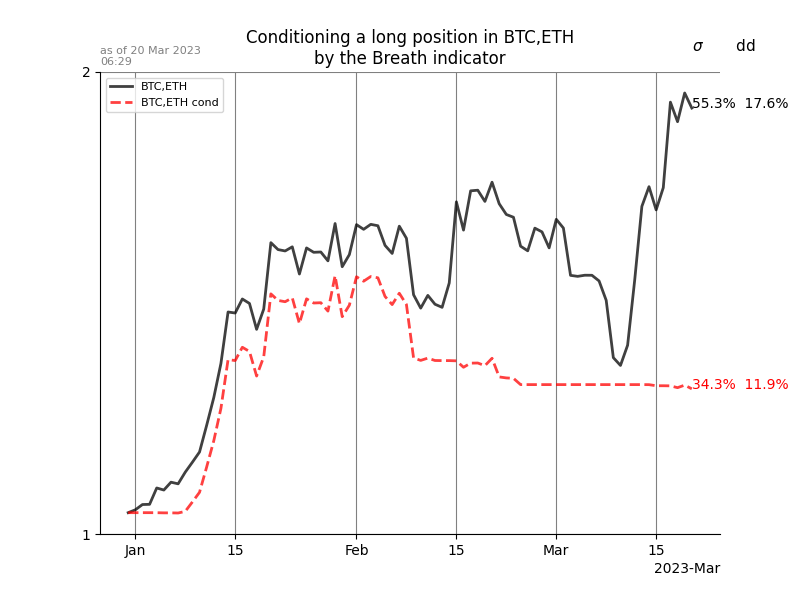 Conditioning a long position in BTC,ETH
by the Breath indicator
σ dd
as of 20 Mar 2023
06:29
2
BTC,ETH
BTC,ETH cond
55.3% 17.6%
34.3% 11.9%
1
Jan 15 Feb 15 Mar 15
2023-Mar